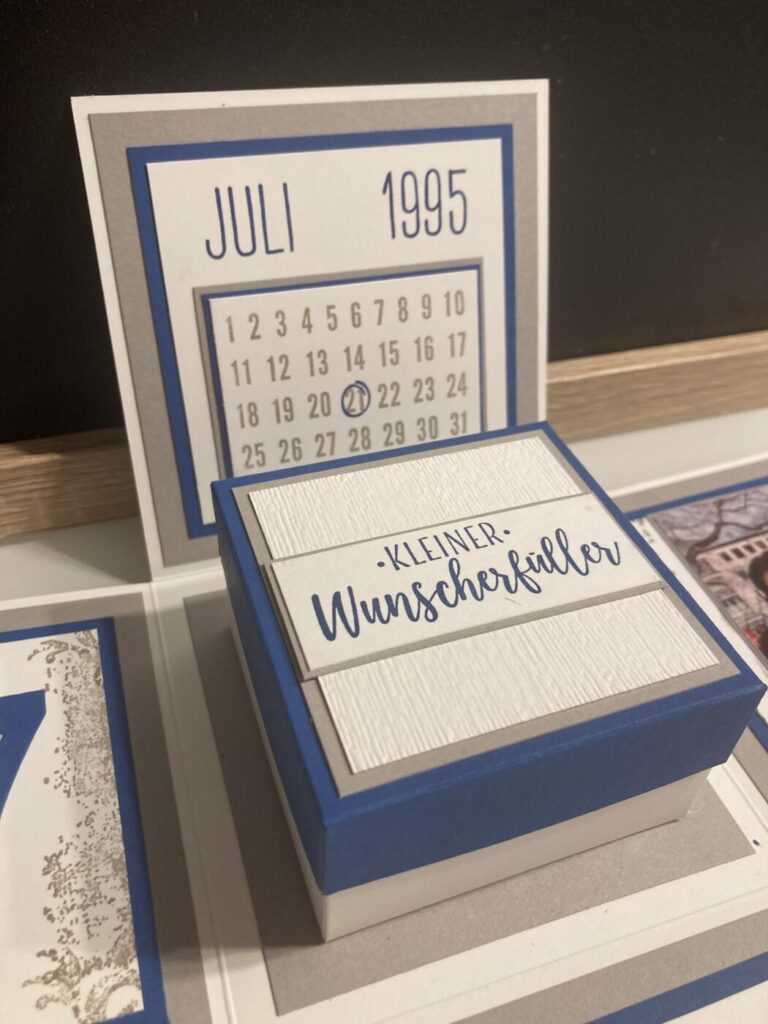 JULI 1995
1 2 3 4 5 6 7 8 9 10
11 12 13 14 15 16 17
18 19 20 21 22 23 24
25 26 27 28 29 30 31
•KLEINER•
Wunscherfüller